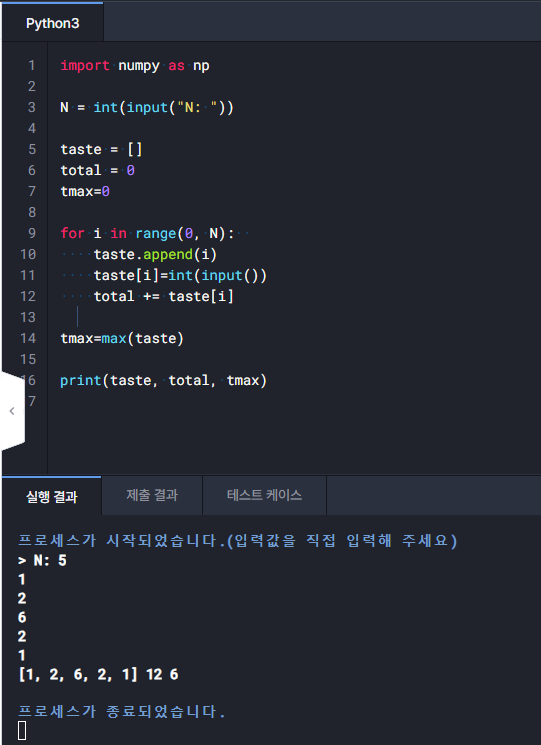 Python3
1 import numpy as np
2
3 N = int(input("N: "))
4
5 taste = []
6 total = 0
7 tmax=0
8
9 for i in range(0, N):
10 taste.append(i)
11 taste[i]=int(input())
12 total += taste[i]
13
14 tmax=max(taste)
15
16 print(taste, total, tmax)
7
실행 결과 제출 결과 테스트 케이스
프로세스가 시작되었습니다.(입력값을 직접 입력해 주세요)
> N: 5
1
2
6
2
1
[1, 2, 6, 2, 1] 12 6
프로세스가 종료되었습니다.